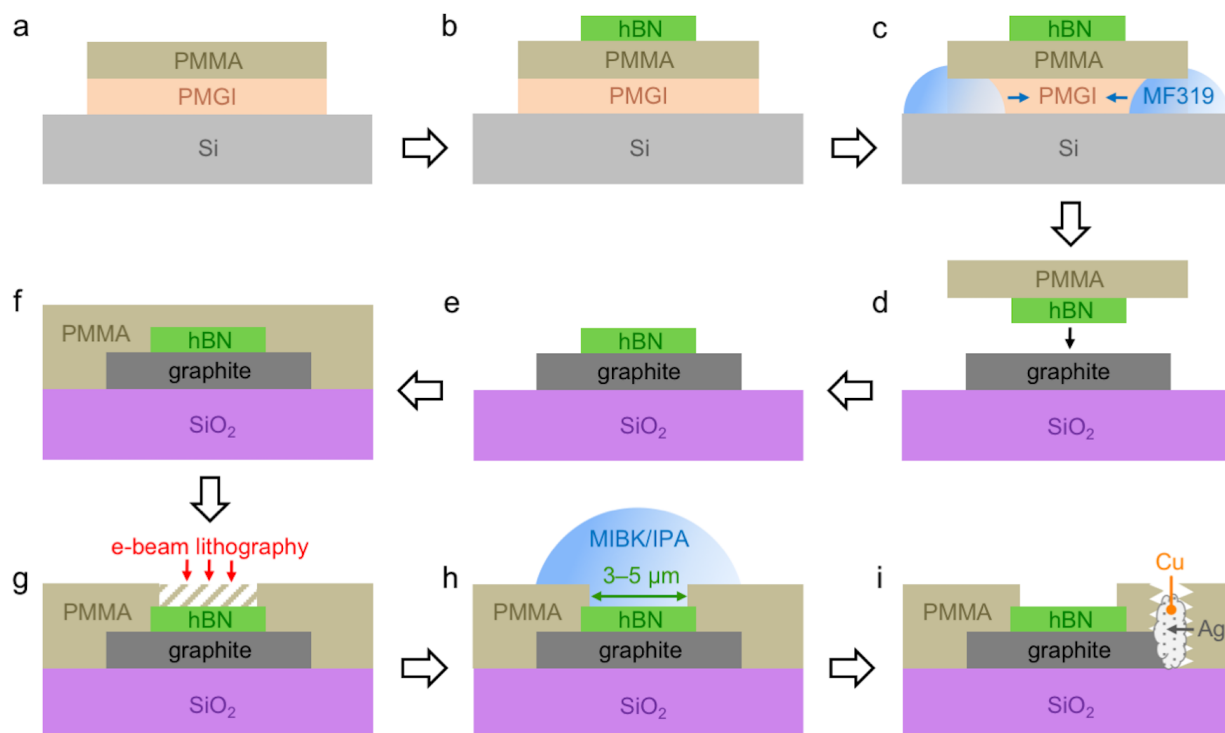 a
PMMA
PMGI
Si
b
hBN
PMMA
PMGI
Si
c
hBN
PMMA
PMGI
MF319
Si
f
PMMA
hBN
graphite
SiO₂
e
hBN
graphite
SiO₂
d
PMMA
hBN
graphite
SiO₂
g
e-beam lithography
PMMA
hBN
graphite
SiO₂
h
MIBK/IPA
3–5 µm
PMMA
hBN
graphite
SiO₂
i
Cu
PMMA
hBN
Ag
graphite
SiO₂